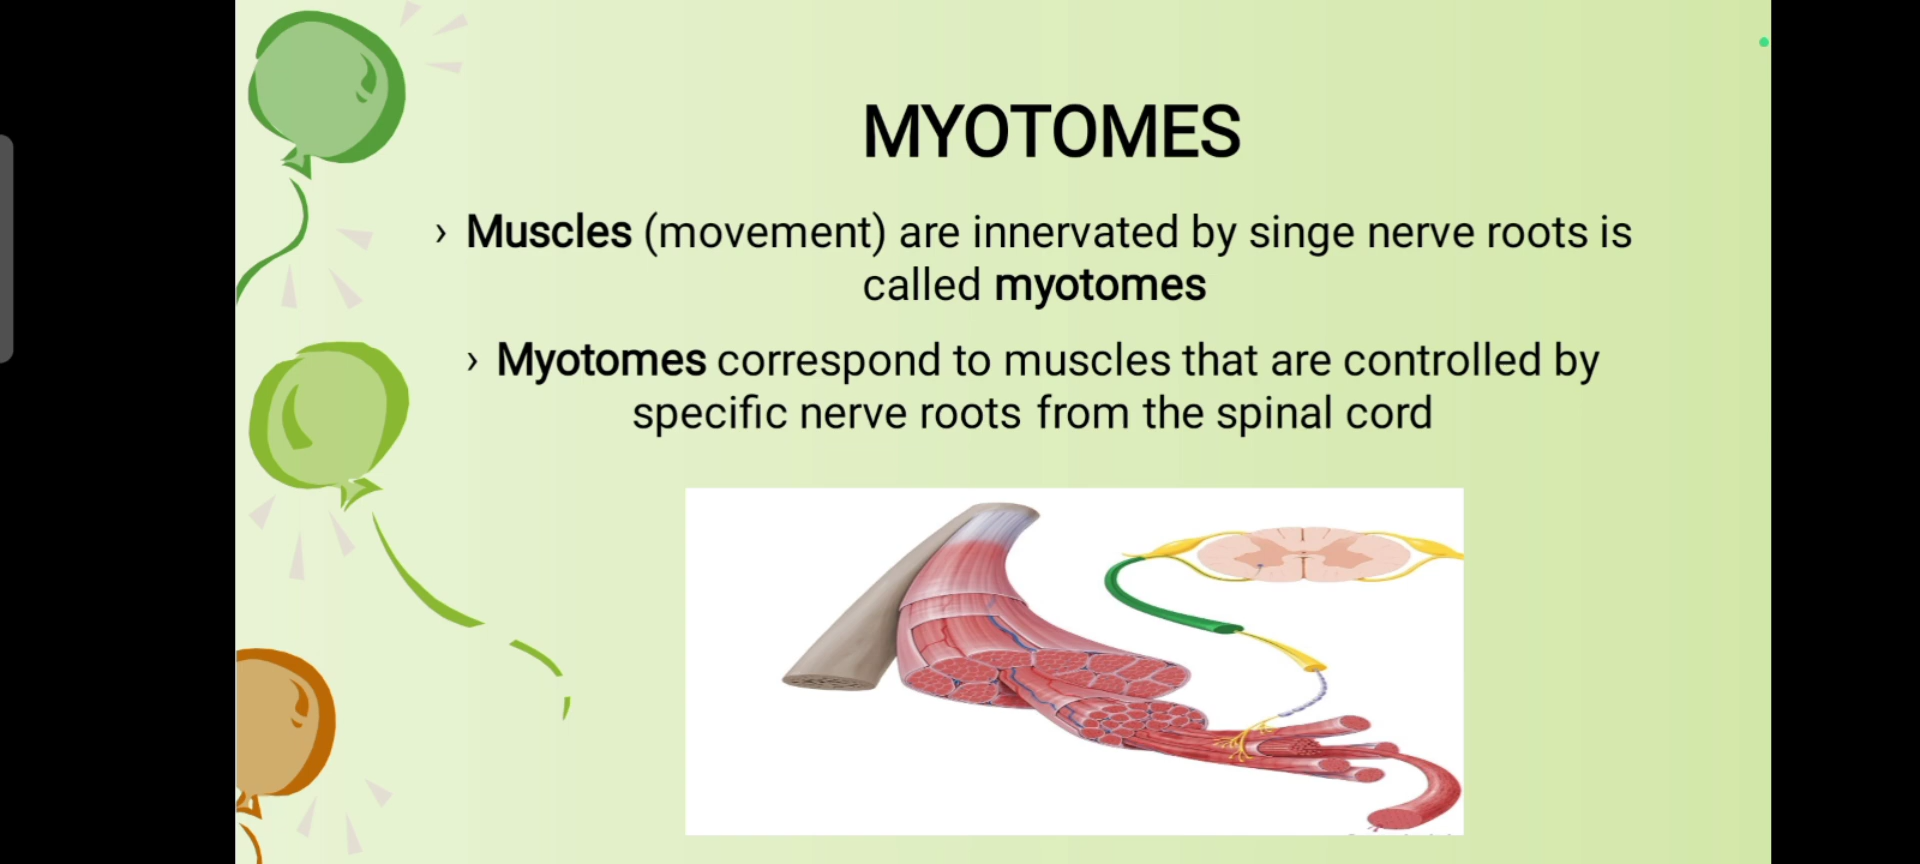 MYOTOMES
› Muscles (movement) are innervated by singe nerve roots is
called myotomes
› Myotomes correspond to muscles that are controlled by
specific nerve roots from the spinal cord